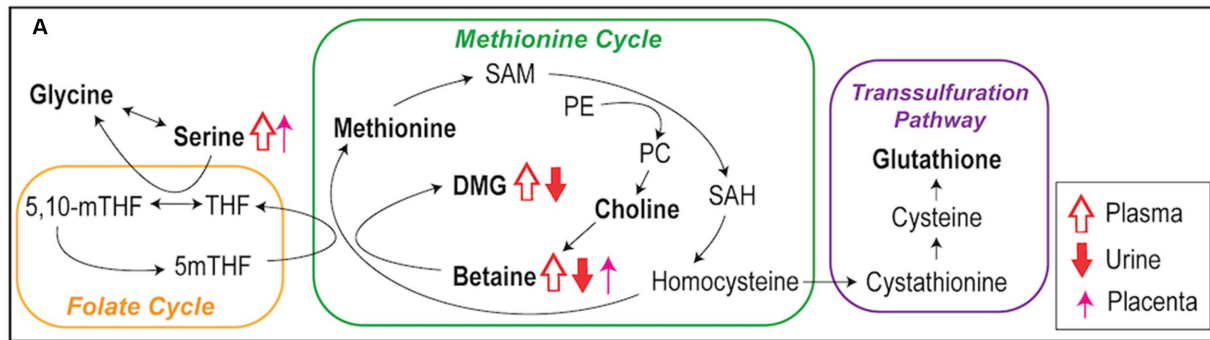 A
Methionine Cycle
SAM
PE
Glycine
Serine
Methionine
PC
DMG
Choline
SAH
5,10-mTHF
THF
5mTHF
Betaine
Homocysteine
Folate Cycle
Transsulfuration
Pathway
Glutathione
Cysteine
Cystathionine
Plasma
Urine
Placenta